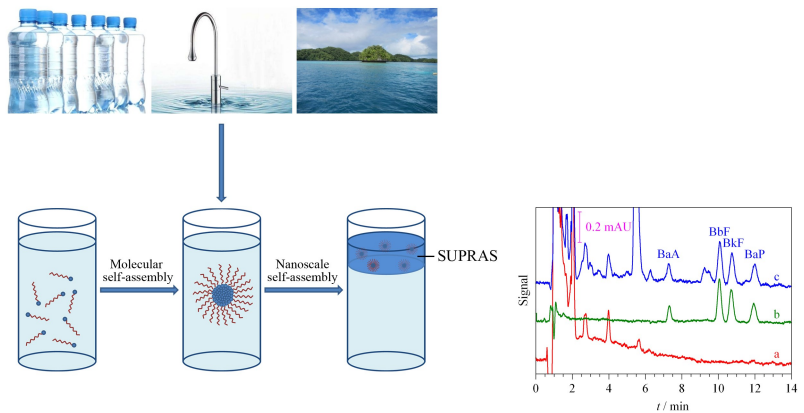 Molecular
self-assembly
Nanoscale
self-assembly
SUPRAS
0.2 mAU
BaA
BbF
BkF
BaP
c
b
a
Signal
0 2 4 6 8 10 12 14
t / min